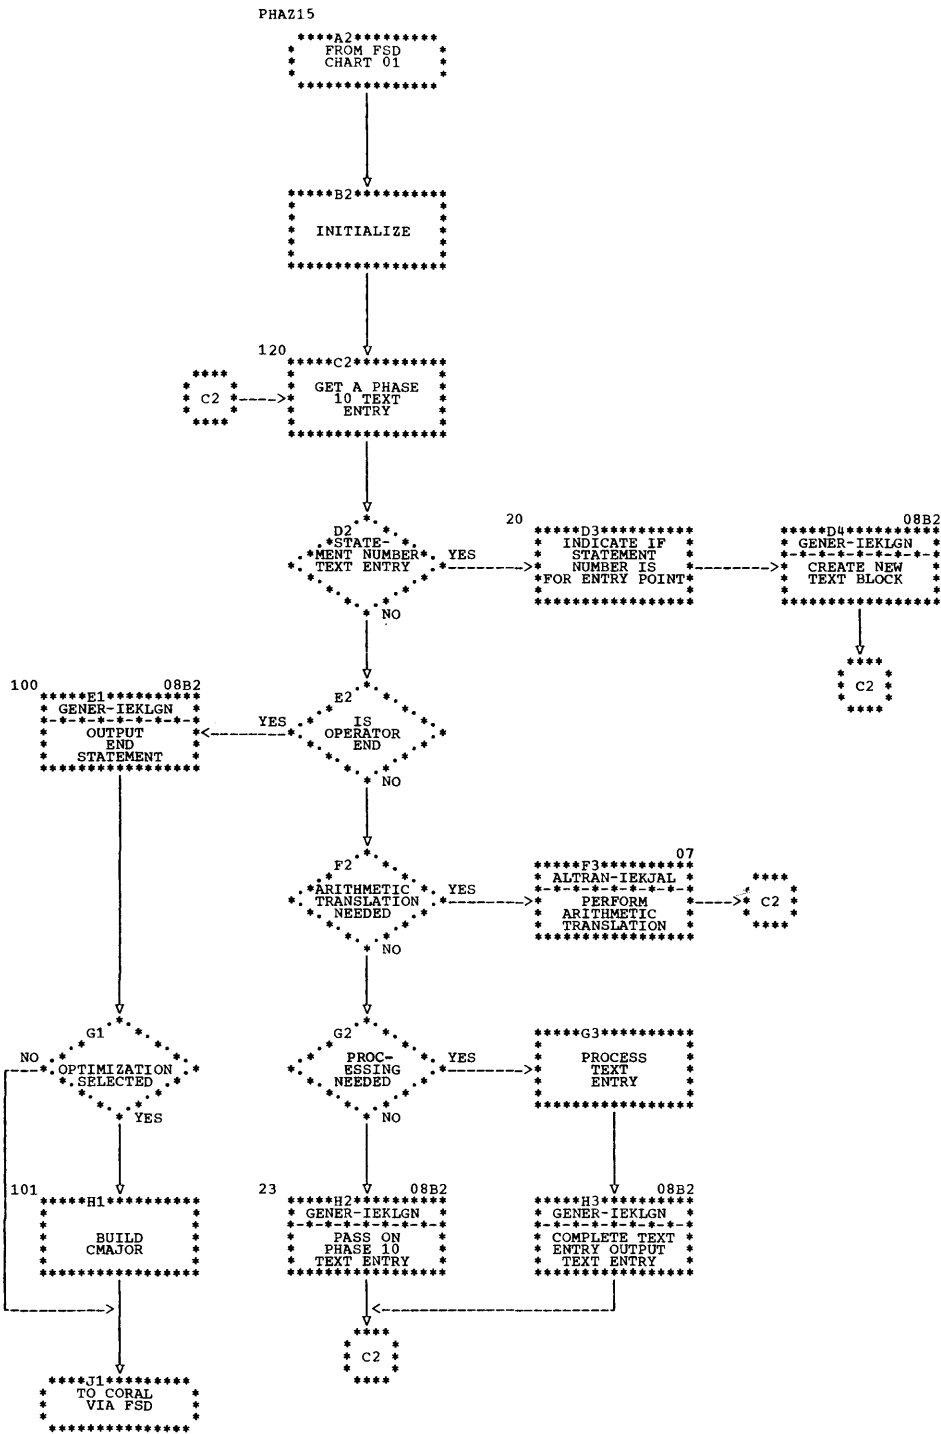 PHAZ15
A2
FROM FSD
CHART 01
B2
INITIALIZE
120
C2
GET A PHASE
10 TEXT
ENTRY
C2
D2
STATE-
MENT NUMBER
TEXT ENTRY
YES
NO
20
D3
INDICATE IF
STATEMENT
NUMBER IS
FOR ENTRY POINT
08B2
D4
GENER-IEKLGN
CREATE NEW
TEXT BLOCK
C2
100
08B2
E1
GENER-IEKLGN
OUTPUT
END
STATEMENT
YES
E2
IS
OPERATOR
END
NO
F2
ARITHMETIC
TRANSLATION
NEEDED
YES
NO
07
F3
ALTRAN-IEKJAL
PERFORM
ARITHMETIC
TRANSLATION
C2
G1
NO
OPTIMIZATION
SELECTED
YES
G2
PROC-
ESSING
NEEDED
YES
NO
G3
PROCESS
TEXT
ENTRY
101
H1
BUILD
CMAJOR
23
08B2
H2
GENER-IEKLGN
PASS ON
PHASE 10
TEXT ENTRY
08B2
H3
GENER-IEKLGN
COMPLETE TEXT
ENTRY OUTPUT
TEXT ENTRY
C2
J1
TO CORAL
VIA FSD